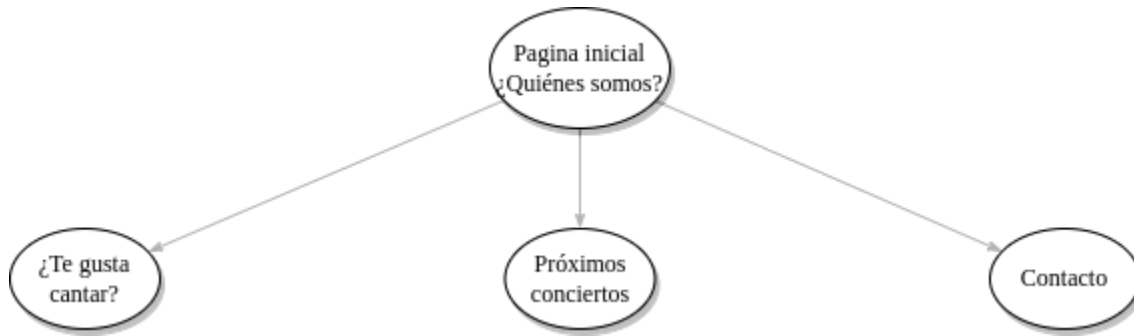 Pagina inicial
¿Quiénes somos?
¿Te gusta
cantar?
Próximos
conciertos
Contacto